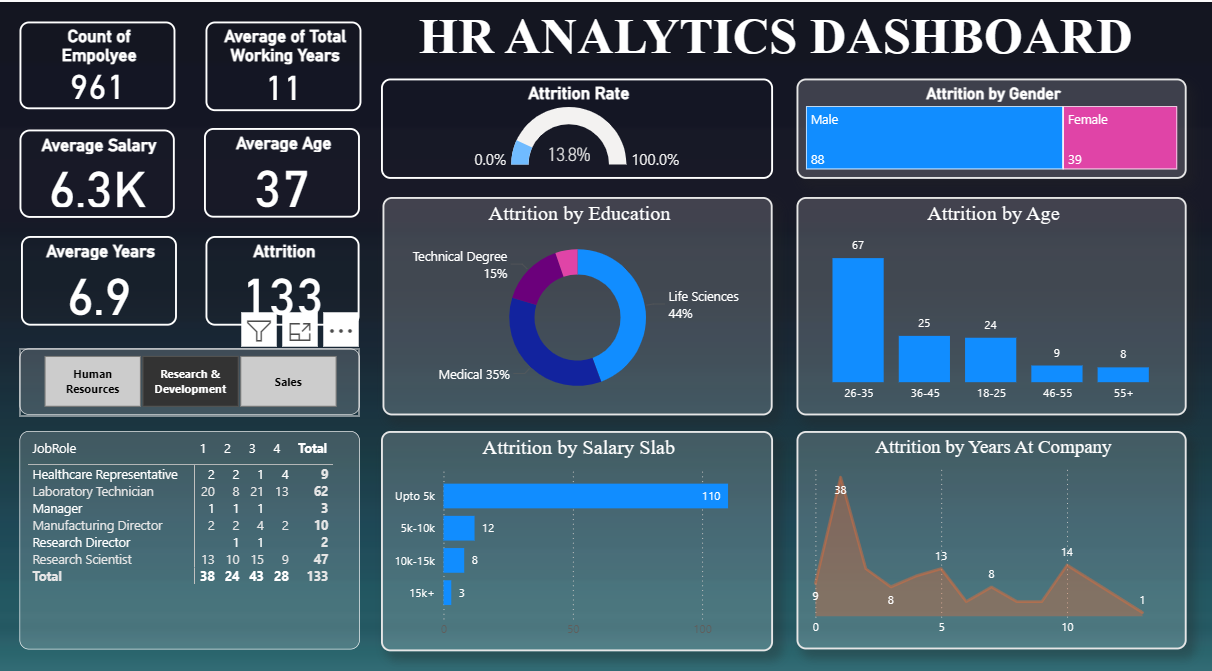 HR ANALYTICS DASHBOARD
Count of
Empolyee
961
Average of Total
Working Years
11
Average Salary
6.3K
Average Age
37
Average Years
6.9
Attrition
133
Human
Resources
Research &
Development
Sales
JobRole 1 2 3 4 Total
Healthcare Representative 2 2 1 4 9
Laboratory Technician 20 8 21 13 62
Manager 1 1 1 3
Manufacturing Director 2 2 4 2 10
Research Director 1 1 2
Research Scientist 13 10 15 9 47
Total 38 24 43 28 133
Attrition Rate
0.0% 13.8% 100.0%
Attrition by Gender
Male Female
88 39
Attrition by Education
Technical Degree
15%
Life Sciences
44%
Medical 35%
Attrition by Age
67
25
24
9
8
26-35 36-45 18-25 46-55 55+
Attrition by Salary Slab
Upto 5k 110
5k-10k 12
10k-15k 8
15k+ 3
0 50 100
Attrition by Years At Company
38
9
8
13
8
14
1
0 5 10